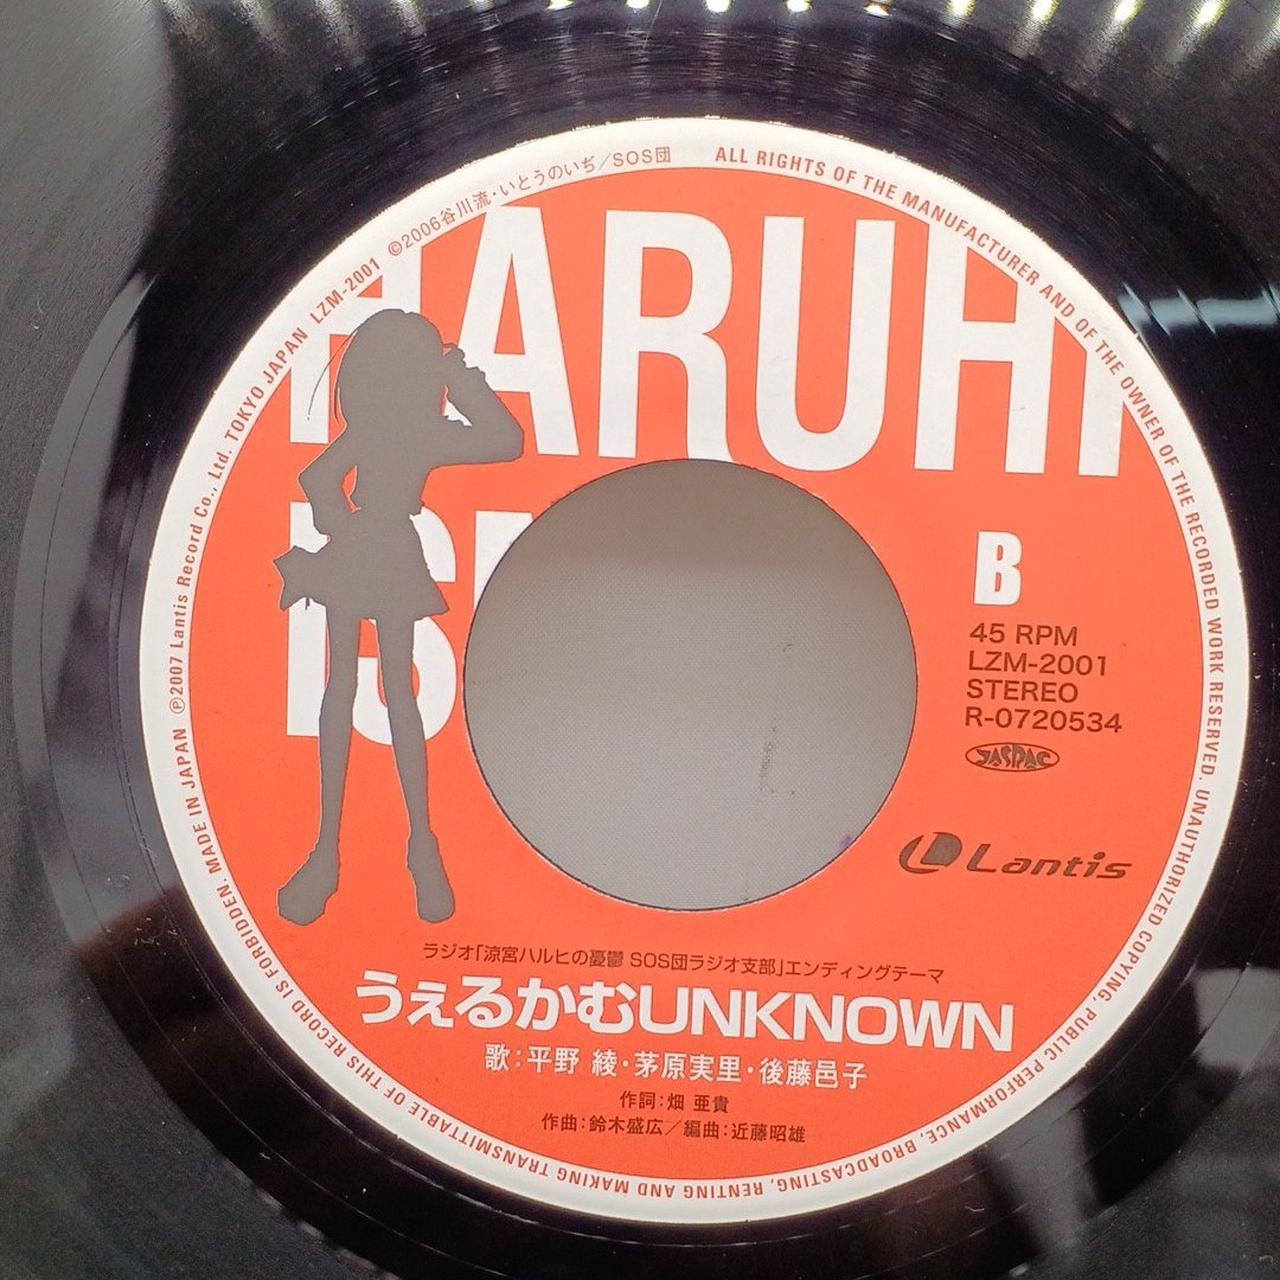 ©2006谷川流・いとうのいぢ/SOS団
ALL RIGHTS OF THE MANUFACTURER AND OF THE OWNER OF THE RECORDED WORK RESERVED. UNAUTHORIZED COPYING, PUBLIC PERFORMANCE, BROADCASTING, RENTING AND MAKING TRANSMITTABLE OF THIS RECORD IS FORBIDDEN. MADE IN JAPAN
℗2007 Lantis Record Co., Ltd. TOKYO JAPAN LZM-2001
HARUHI
IS
B
45 RPM
LZM-2001
STEREO
R-0720534
JASRAC
Lantis
ラジオ「涼宮ハルヒの憂鬱 SOS団ラジオ支部」エンディングテーマ
うぇるかむUNKNOWN
歌:平野 綾・茅原実里・後藤邑子
作詞:畑 亜貴
作曲:鈴木盛広/編曲:近藤昭雄